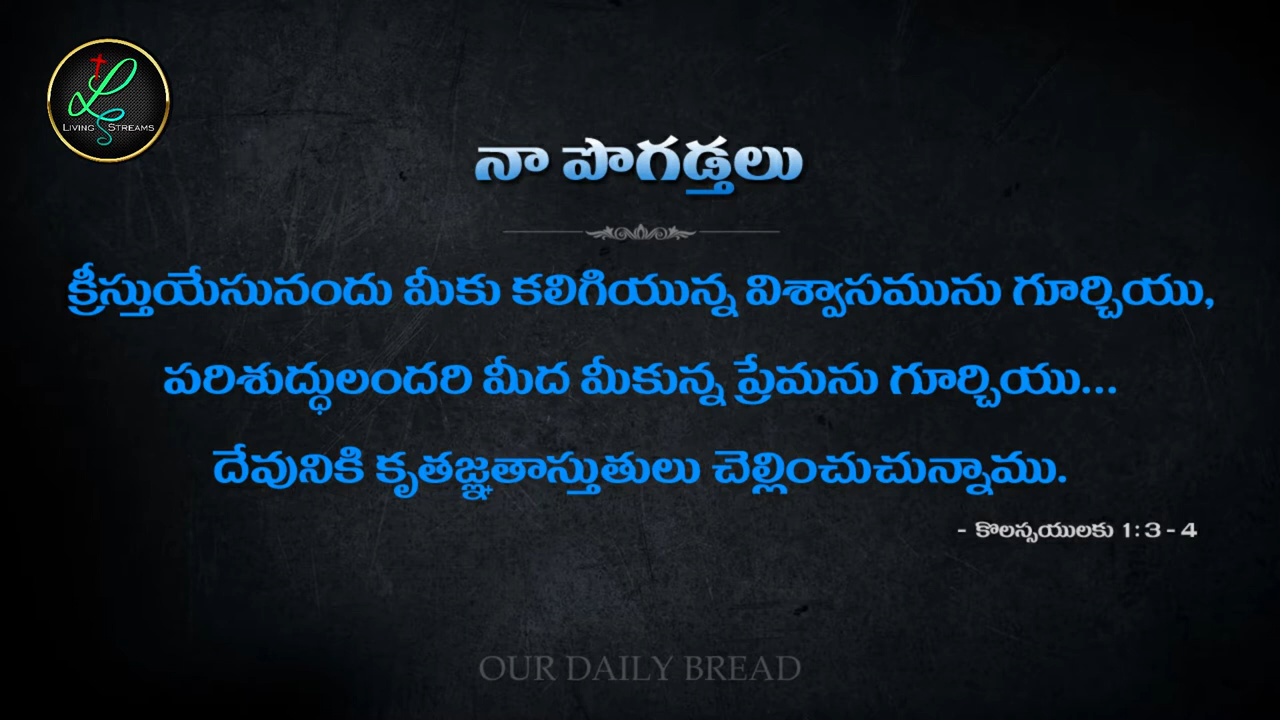 LIVING STREAMS
నా పొగడ్తలు
క్రీస్తుయేసునందు మీకు కలిగియున్న విశ్వాసమును గూర్చియు,
పరిశుద్ధులందరి మీద మీకున్న ప్రేమను గూర్చియు...
దేవునికి కృతజ్ఞతాస్తుతులు చెల్లించుచున్నాము.
- కొలస్సయులకు 1:3-4
OUR DAILY BREAD